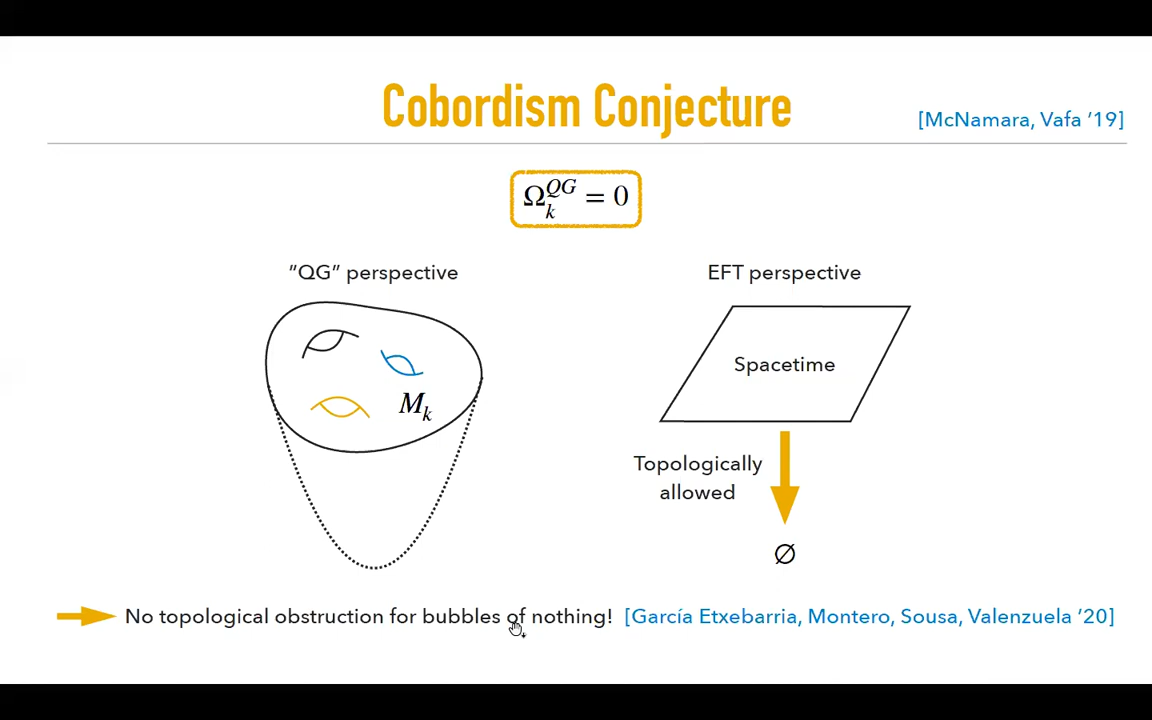 Cobordism Conjecture
[McNamara, Vafa ’19]
Ω_k^{QG} = 0
”QG” perspective
EFT perspective
M_k
Spacetime
Topologically
allowed
∅
No topological obstruction for bubbles of nothing! [García Etxebarria, Montero, Sousa, Valenzuela ’20]